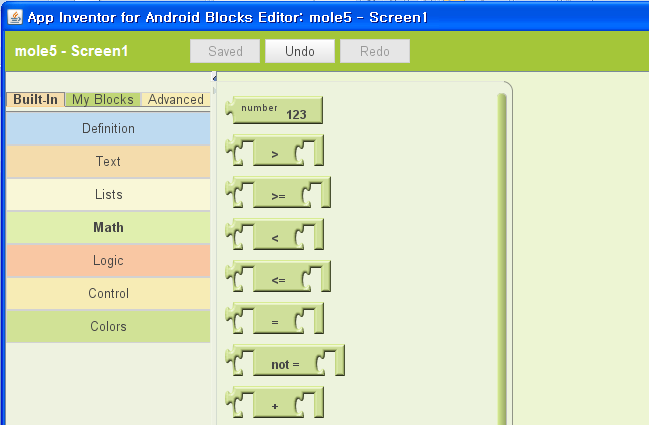 App Inventor for Android Blocks Editor: mole5 - Screen1
mole5 - Screen1 Saved Undo Redo
Built-In My Blocks Advanced
Definition
Text
Lists
Math
Logic
Control
Colors
number 123
>
>=
<
<=
=
not =
+